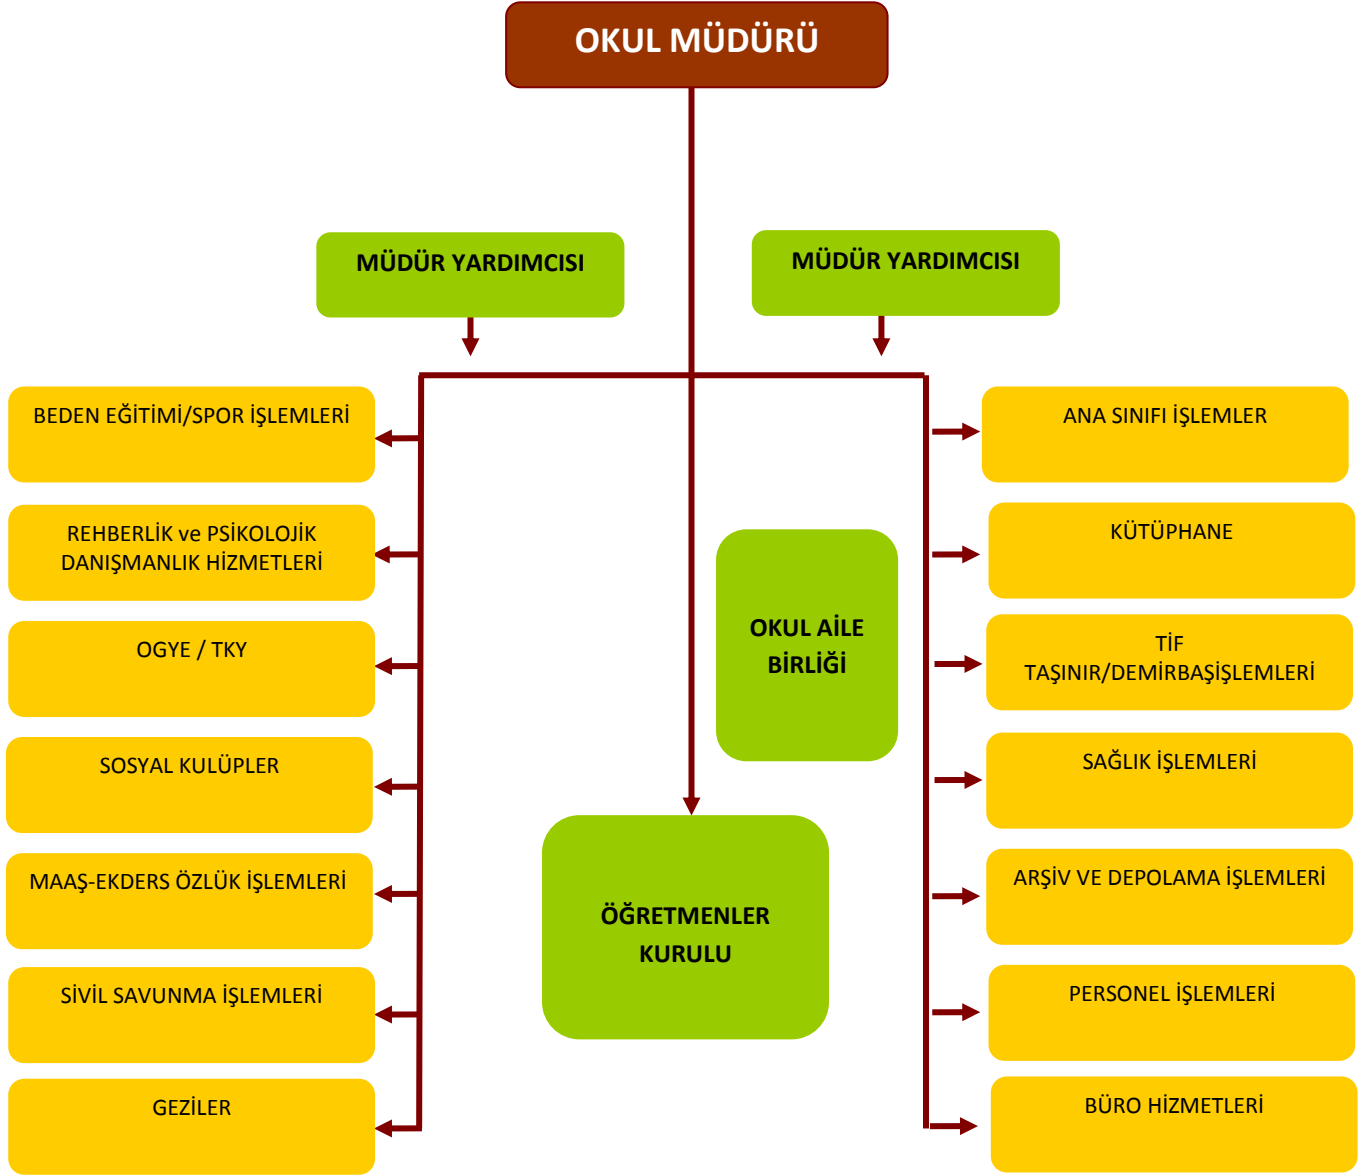 OKUL MÜDÜRÜ
MÜDÜR YARDIMCISI
MÜDÜR YARDIMCISI
BEDEN EĞİTİMİ/SPOR İŞLEMLERİ
REHBERLİK ve PSİKOLOJİK
DANIŞMANLIK HİZMETLERİ
OGYE / TKY
SOSYAL KULÜPLER
MAAŞ-EKDERS ÖZLÜK İŞLEMLERİ
SİVİL SAVUNMA İŞLEMLERİ
GEZİLER
OKUL AİLE
BİRLİĞİ
ÖĞRETMENLER
KURULU
ANA SINIFI İŞLEMLER
KÜTÜPHANE
TİF
TAŞINIR/DEMİRBAŞİŞLEMLERİ
SAĞLIK İŞLEMLERİ
ARŞİV VE DEPOLAMA İŞLEMLERİ
PERSONEL İŞLEMLERİ
BÜRO HİZMETLERİ